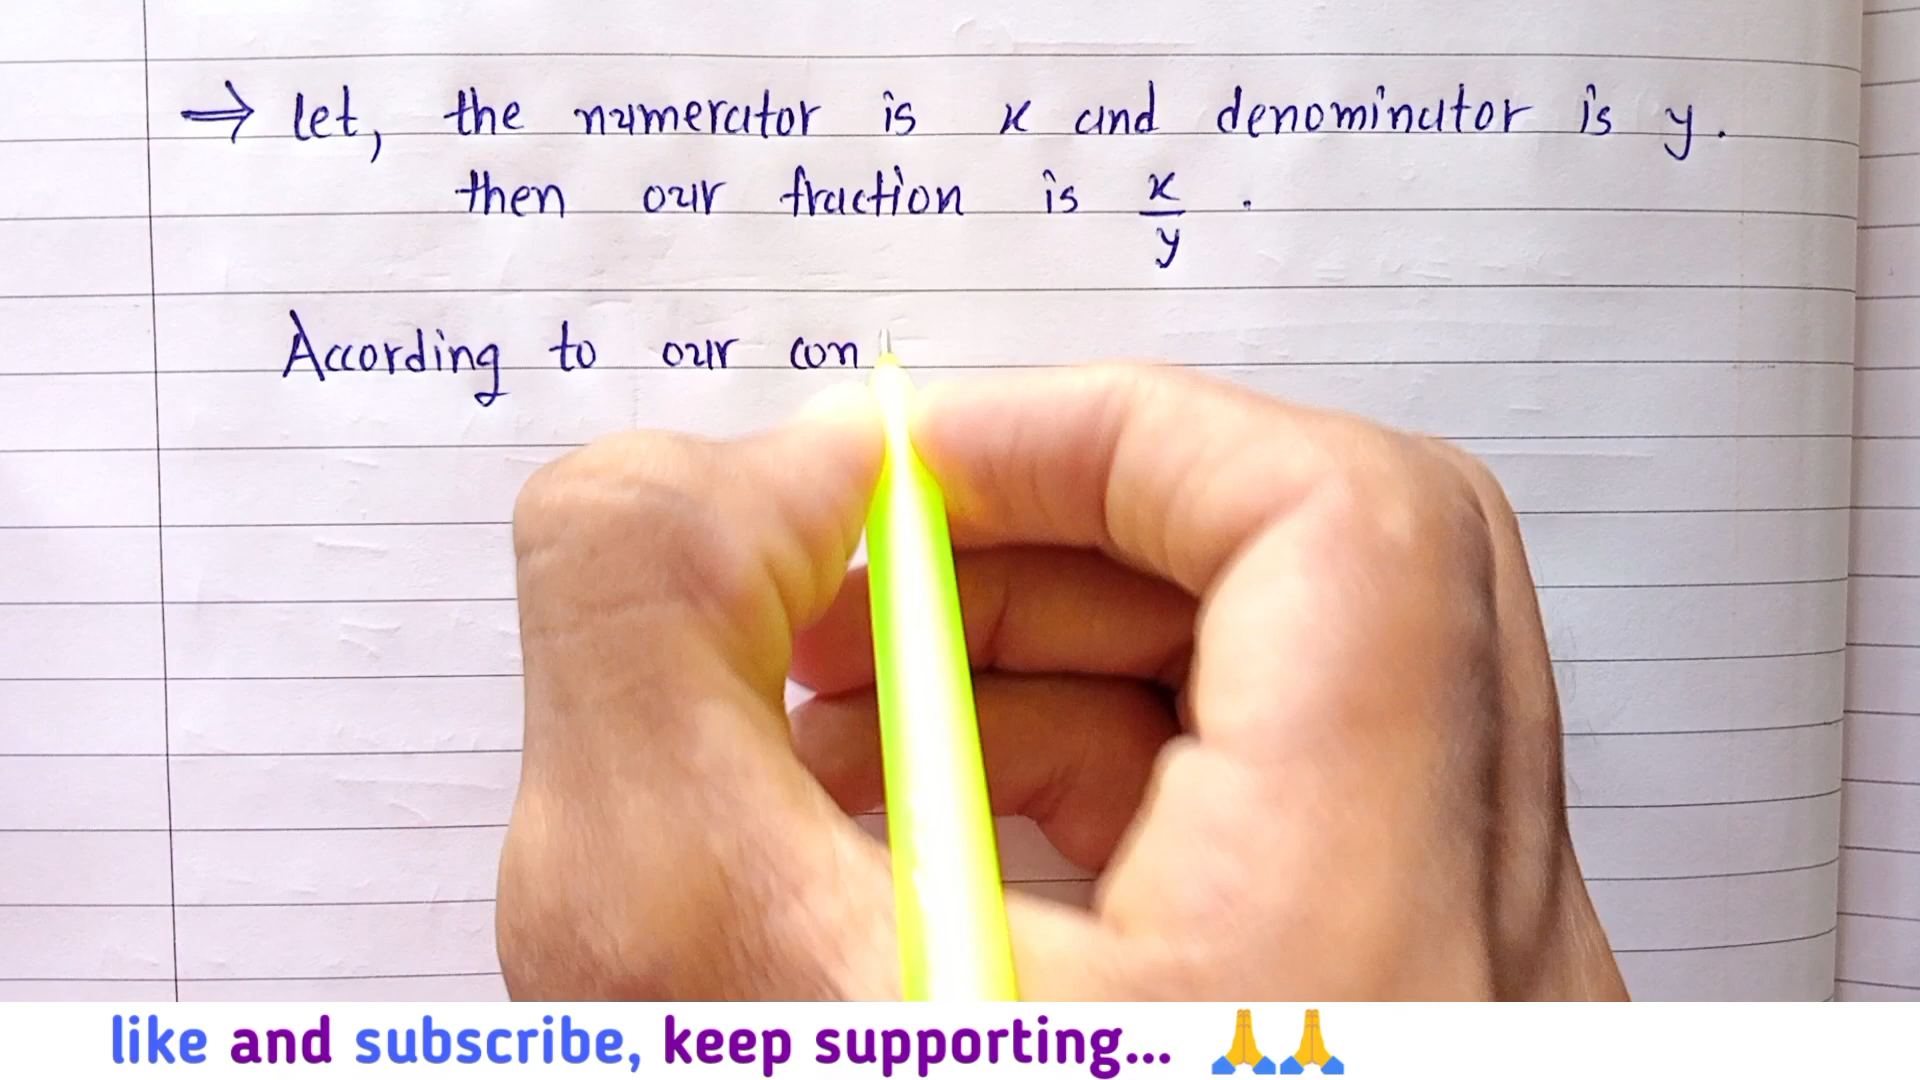 ⇒ let, the numerator is x and denominator is y.
then our fraction is x/y .
According to our con
like and subscribe, keep supporting... 🙏🙏